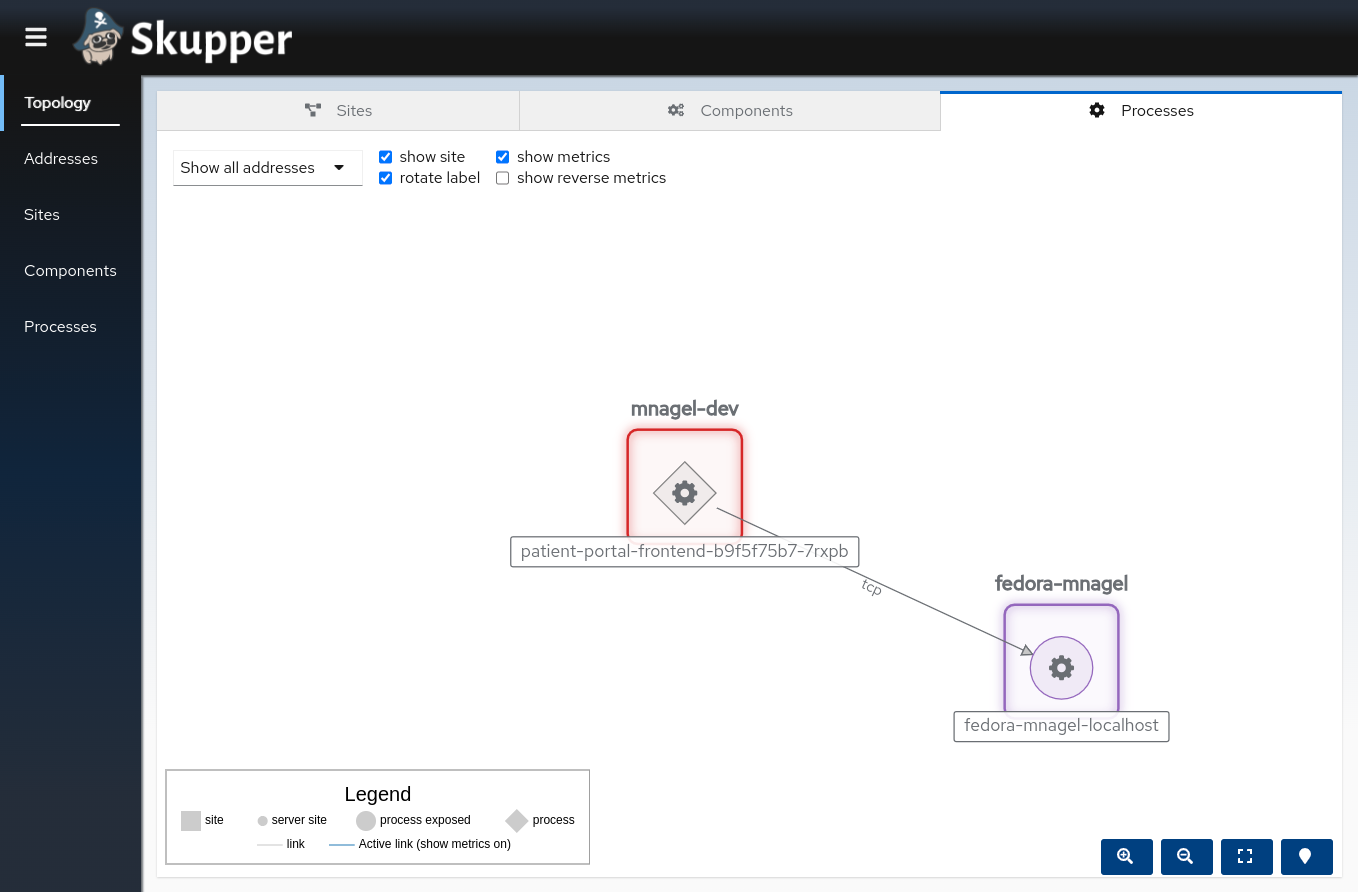 Skupper
Topology
Addresses
Sites
Components
Processes
Sites
Components
Processes
Show all addresses
show site
show metrics
rotate label
show reverse metrics
mnagel-dev
patient-portal-frontend-b9f5f75b7-7rxpb
tcp
fedora-mnagel
fedora-mnagel-localhost
Legend
site
server site
process exposed
process
link
Active link (show metrics on)